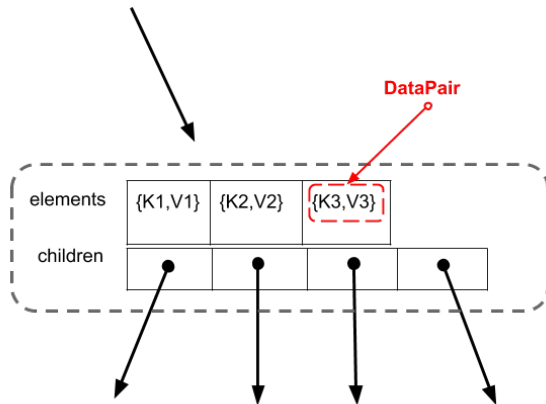 DataPair
elements {K1,V1} {K2,V2} {K3,V3}
children